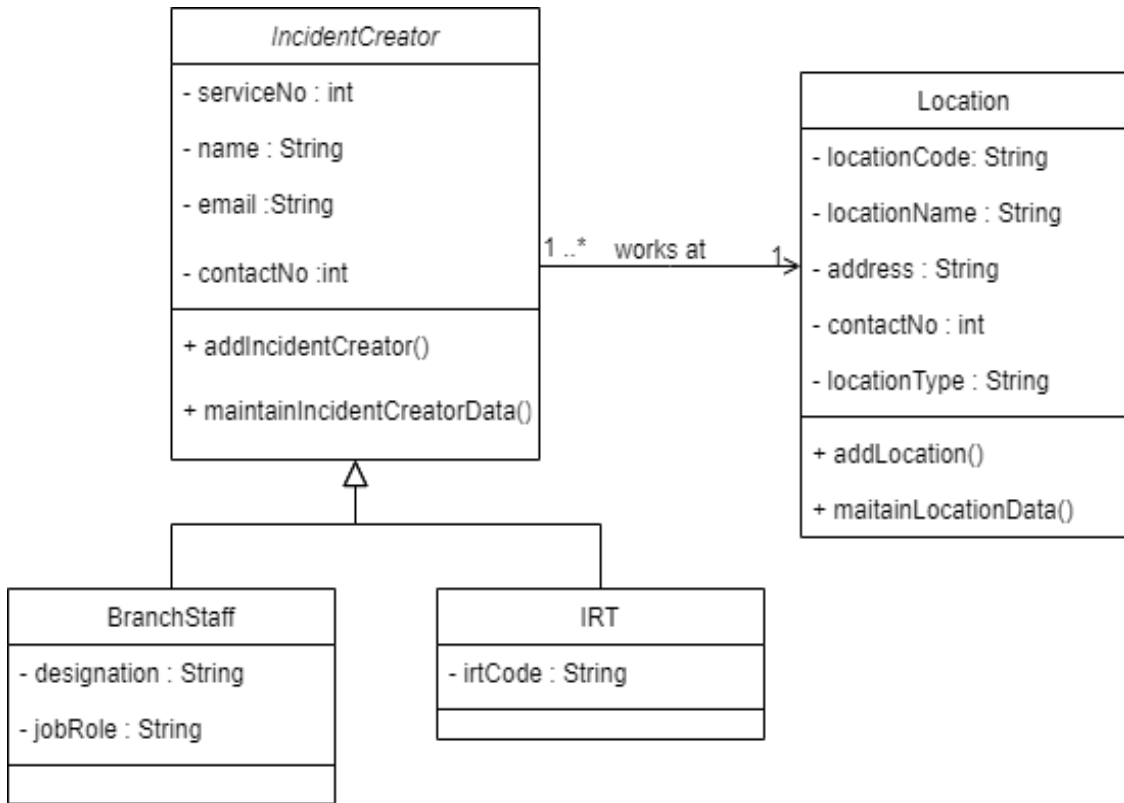 IncidentCreator
- serviceNo : int
- name : String
- email :String
- contactNo :int
+ addIncidentCreator()
+ maintainIncidentCreatorData()
1 ..* works at 1
Location
- locationCode: String
- locationName : String
- address : String
- contactNo : int
- locationType : String
+ addLocation()
+ maitainLocationData()
BranchStaff
- designation : String
- jobRole : String
IRT
- irtCode : String